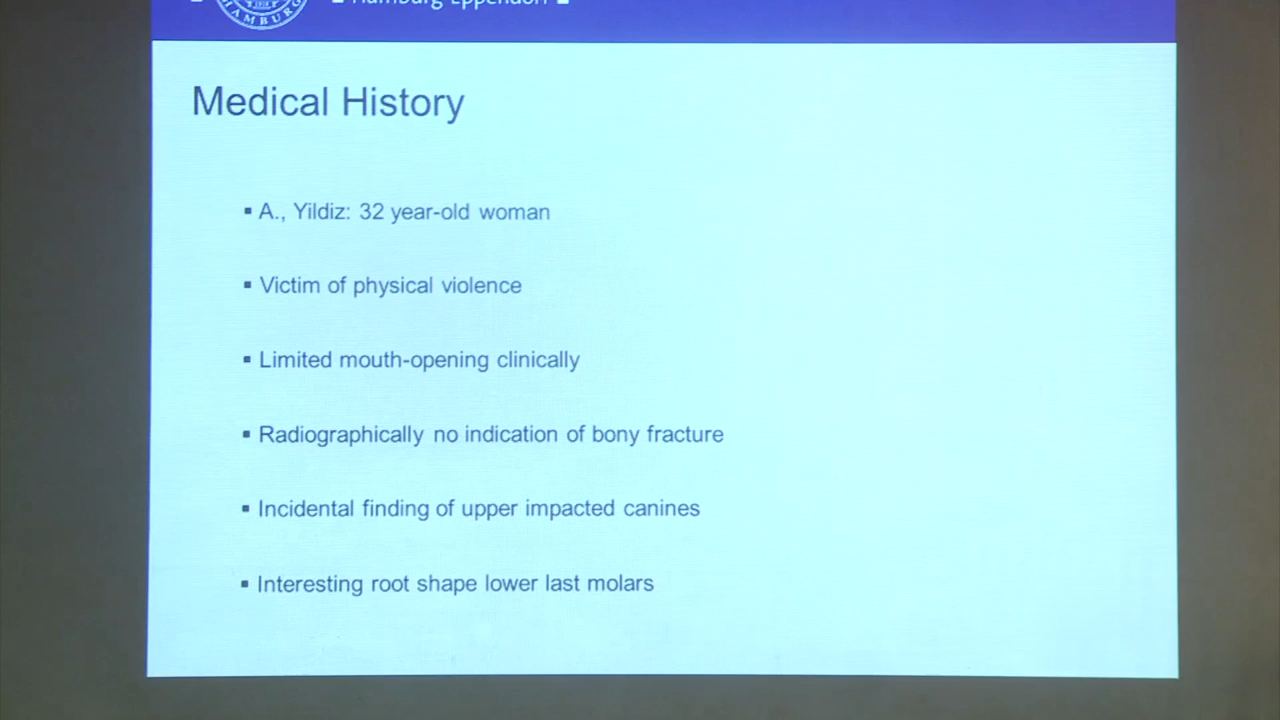 HAMBURG
Hamburg-Eppendorf
Medical History
▪ A., Yildiz: 32 year-old woman
▪ Victim of physical violence
▪ Limited mouth-opening clinically
▪ Radiographically no indication of bony fracture
▪ Incidental finding of upper impacted canines
▪ Interesting root shape lower last molars